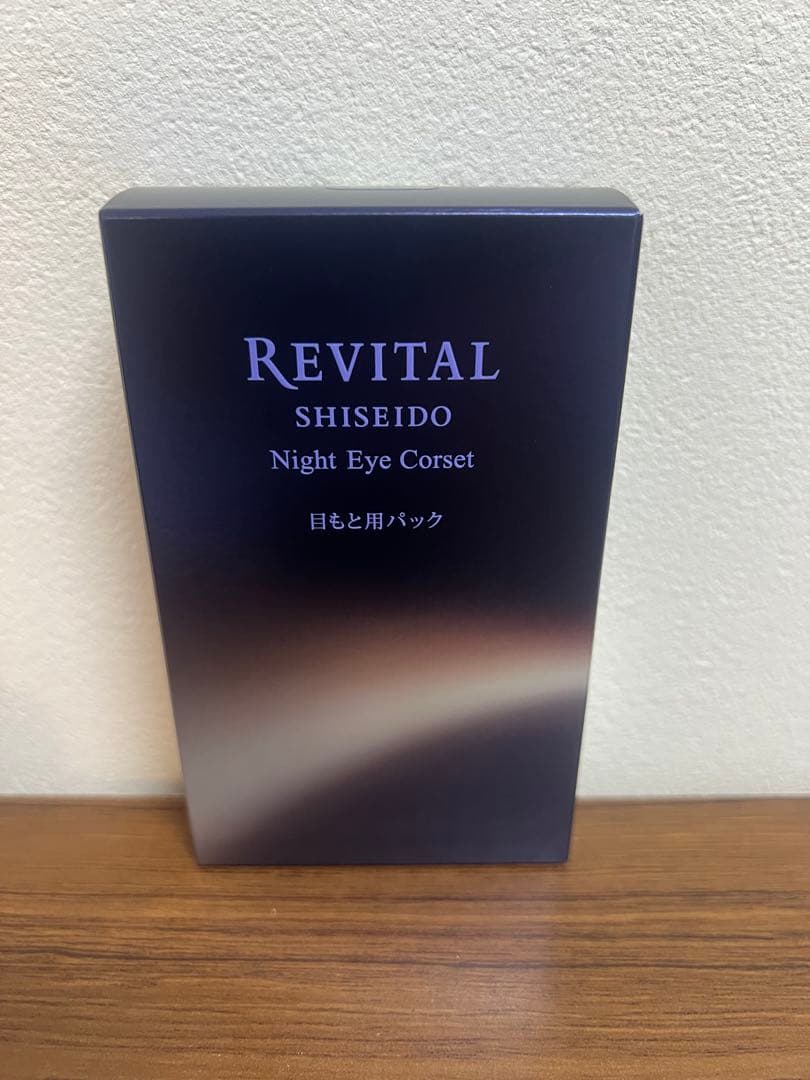 REVITAL
SHISEIDO
Night Eye Corset
目もと用パック